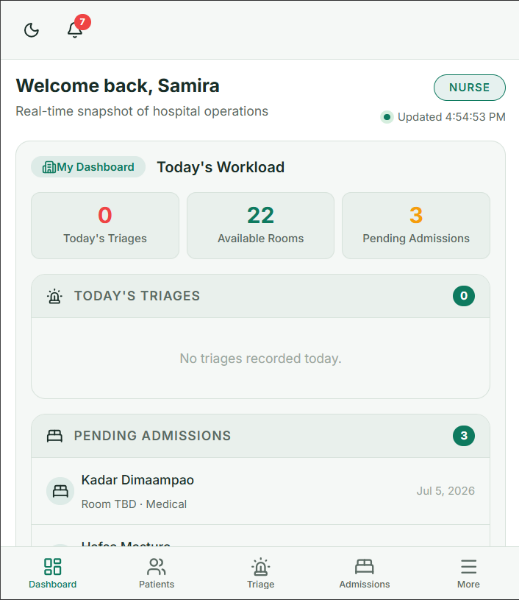 7
Welcome back, Samira
NURSE
Real-time snapshot of hospital operations
Updated 4:54:53 PM
My Dashboard
Today's Workload
0
Today's Triages
22
Available Rooms
3
Pending Admissions
TODAY'S TRIAGES
0
No triages recorded today.
PENDING ADMISSIONS
3
Kadar Dimaampao
Room TBD · Medical
Jul 5, 2026
Dashboard
Patients
Triage
Admissions
More